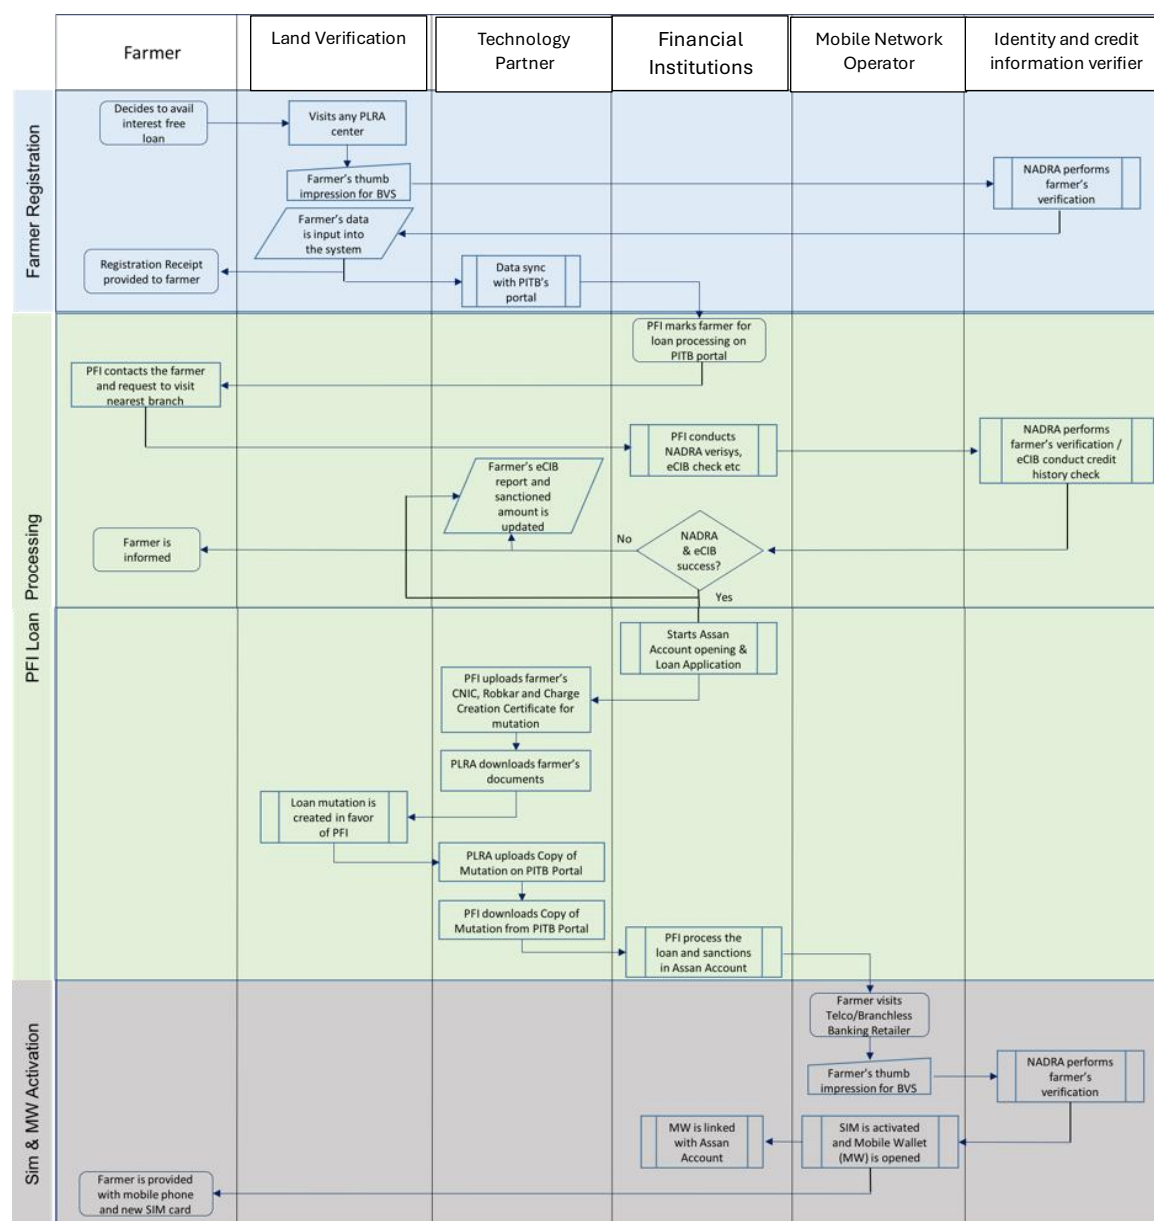 Farmer
Land Verification
Technology
Partner
Financial
Institutions
Mobile Network
Operator
Identity and credit
information verifier
Farmer Registration
Decides to avail
interest free
loan
Visits any PLRA
center
Farmer's thumb
impression for BVS
NADRA performs
farmer's
verification
Farmer's data
is input into
the system
Registration Receipt
provided to farmer
Data sync
with PITB's
portal
PFI Loan Processing
PFI marks farmer for
loan processing on
PITB portal
PFI contacts the farmer
and request to visit
nearest branch
PFI conducts
NADRA verisys,
eCIB check etc
NADRA performs
farmer's verification /
eCIB conduct credit
history check
Farmer's eCIB
report and
sanctioned
amount is
updated
Farmer is
informed
No
NADRA
& eCIB
success?
Yes
Starts Assan
Account opening &
Loan Application
PFI uploads farmer's
CNIC, Robkar and Charge
Creation Certificate for
mutation
PLRA downloads farmer's
documents
Loan mutation is
created in favor
of PFI
PLRA uploads Copy of
Mutation on PITB Portal
PFI downloads Copy of
Mutation from PITB Portal
PFI process the
loan and sanctions
in Assan Account
Sim & MW Activation
Farmer visits
Telco/Branchless
Banking Retailer
Farmer's thumb
impression for BVS
NADRA performs
farmer's
verification
MW is linked
with Assan
Account
SIM is activated
and Mobile Wallet
(MW) is opened
Farmer is provided
with mobile phone
and new SIM card